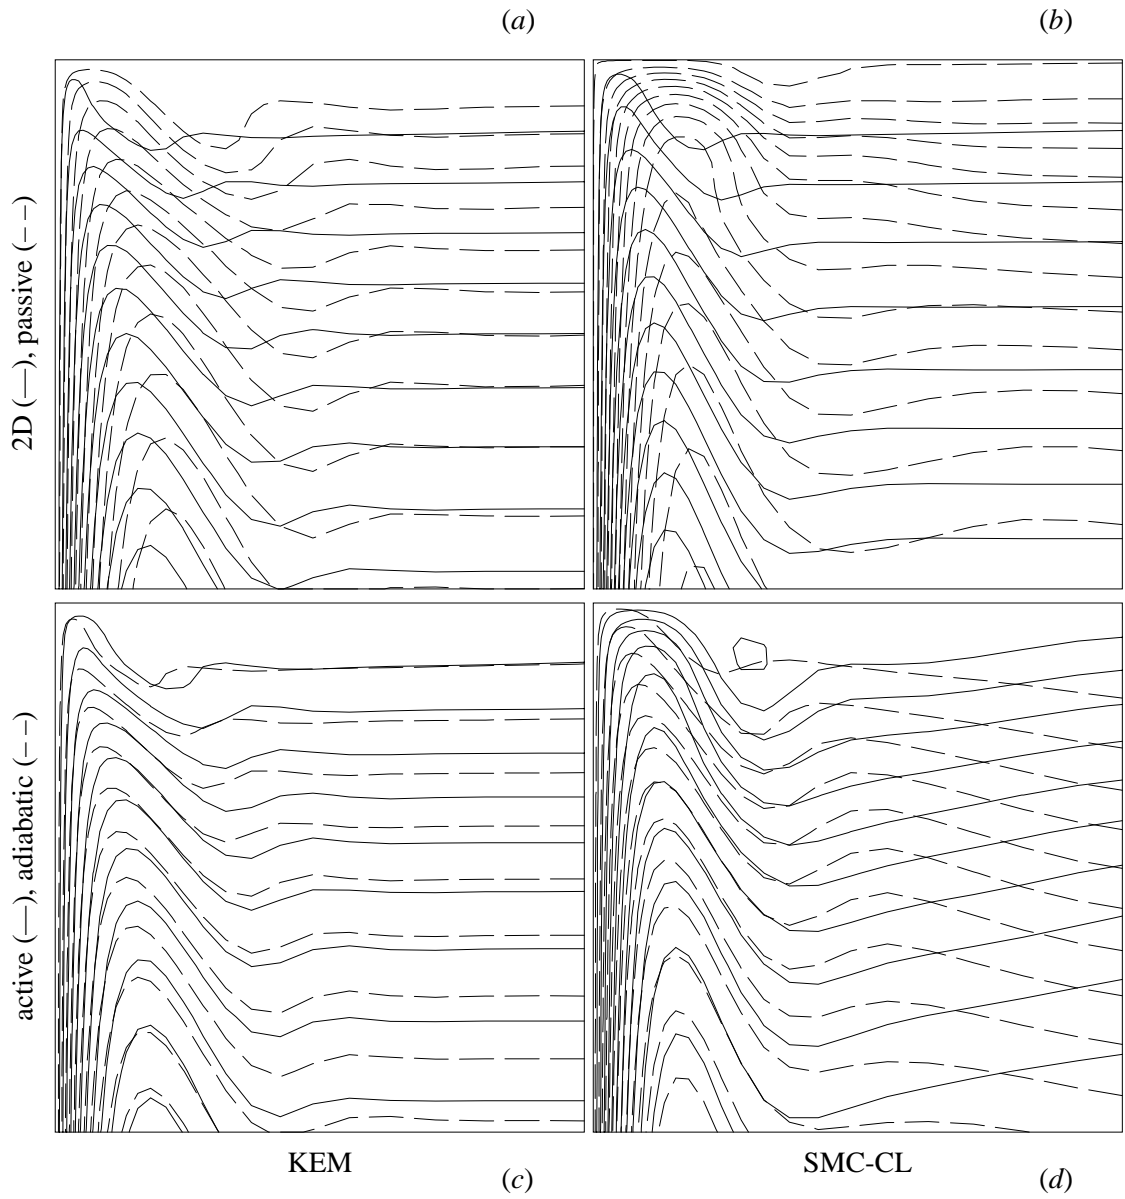 (a)
(b)
2D (—), passive (– –)
active (—), adiabatic (– –)
KEM
SMC-CL
(c)
(d)